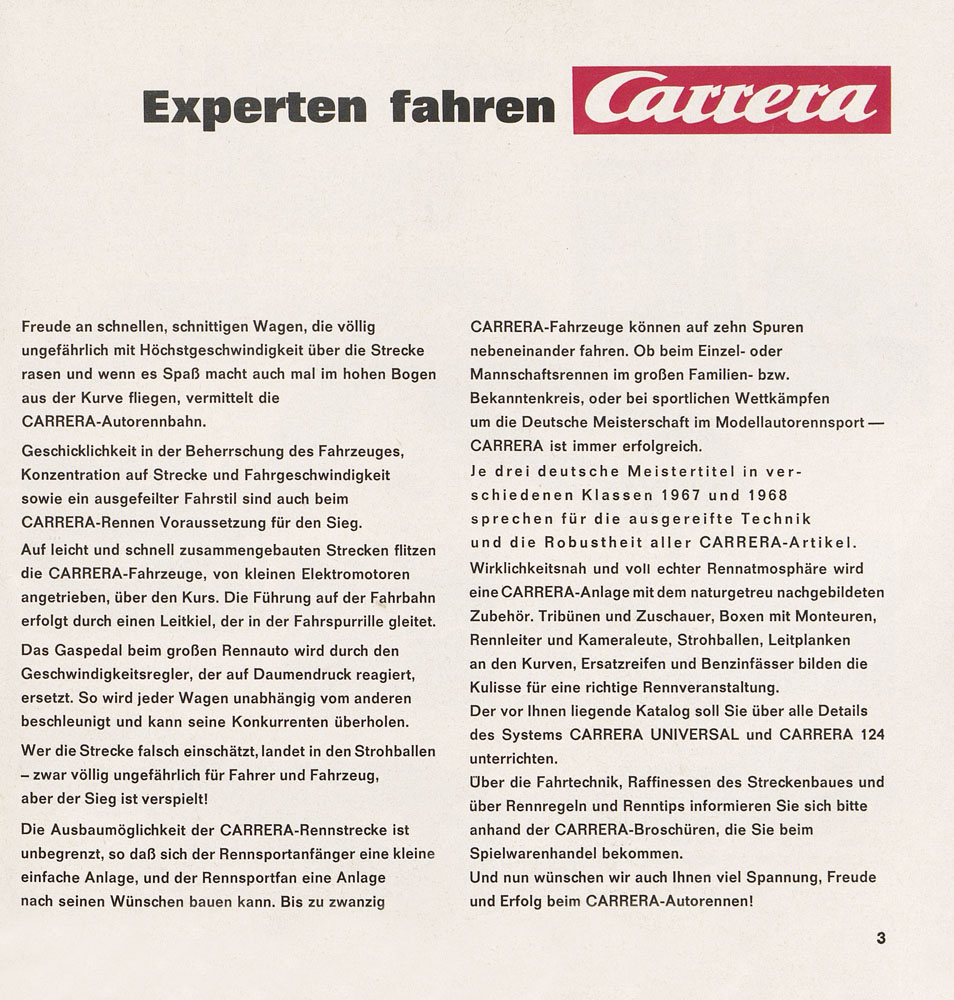 Experten fahren Carrera
Freude an schnellen, schnittigen Wagen, die völlig
ungefährlich mit Höchstgeschwindigkeit über die Strecke
rasen und wenn es Spaß macht auch mal im hohen Bogen
aus der Kurve fliegen, vermittelt die
CARRERA-Autorennbahn.
Geschicklichkeit in der Beherrschung des Fahrzeuges,
Konzentration auf Strecke und Fahrgeschwindigkeit
sowie ein ausgefeilter Fahrstil sind auch beim
CARRERA-Rennen Voraussetzung für den Sieg.
Auf leicht und schnell zusammengebauten Strecken flitzen
die CARRERA-Fahrzeuge, von kleinen Elektromotoren
angetrieben, über den Kurs. Die Führung auf der Fahrbahn
erfolgt durch einen Leitkiel, der in der Fahrspurrille gleitet.
Das Gaspedal beim großen Rennauto wird durch den
Geschwindigkeitsregler, der auf Daumendruck reagiert,
ersetzt. So wird jeder Wagen unabhängig vom anderen
beschleunigt und kann seine Konkurrenten überholen.
Wer die Strecke falsch einschätzt, landet in den Strohballen
– zwar völlig ungefährlich für Fahrer und Fahrzeug,
aber der Sieg ist verspielt!
Die Ausbaumöglichkeit der CARRERA-Rennstrecke ist
unbegrenzt, so daß sich der Rennsportanfänger eine kleine
einfache Anlage, und der Rennsportfan eine Anlage
nach seinen Wünschen bauen kann. Bis zu zwanzig
CARRERA-Fahrzeuge können auf zehn Spuren
nebeneinander fahren. Ob beim Einzel- oder
Mannschaftsrennen im großen Familien- bzw.
Bekanntenkreis, oder bei sportlichen Wettkämpfen
um die Deutsche Meisterschaft im Modellautorennsport —
CARRERA ist immer erfolgreich.
Je drei deutsche Meistertitel in ver-
schiedenen Klassen 1967 und 1968
sprechen für die ausgereifte Technik
und die Robustheit aller CARRERA-Artikel.
Wirklichkeitsnah und voll echter Rennatmosphäre wird
eine CARRERA-Anlage mit dem naturgetreu nachgebildeten
Zubehör. Tribünen und Zuschauer, Boxen mit Monteuren,
Rennleiter und Kameraleute, Strohballen, Leitplanken
an den Kurven, Ersatzreifen und Benzinfässer bilden die
Kulisse für eine richtige Rennveranstaltung.
Der vor Ihnen liegende Katalog soll Sie über alle Details
des Systems CARRERA UNIVERSAL und CARRERA 124
unterrichten.
Über die Fahrtechnik, Raffinessen des Streckenbaues und
über Rennregeln und Renntips informieren Sie sich bitte
anhand der CARRERA-Broschüren, die Sie beim
Spielwarenhandel bekommen.
Und nun wünschen wir auch Ihnen viel Spannung, Freude
und Erfolg beim CARRERA-Autorennen!
3